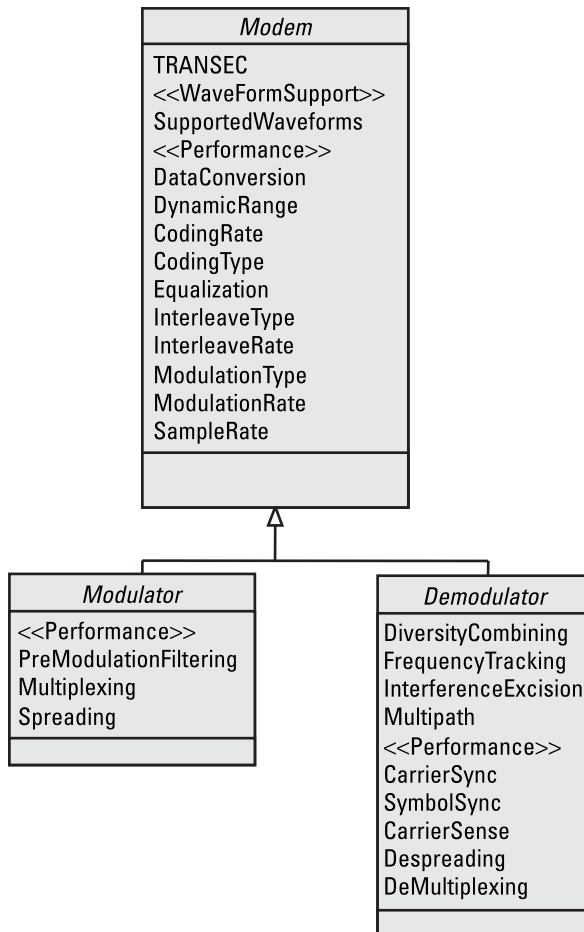 Modem
TRANSEC
<<WaveFormSupport>>
SupportedWaveforms
<<Performance>>
DataConversion
DynamicRange
CodingRate
CodingType
Equalization
InterleaveType
InterleaveRate
ModulationType
ModulationRate
SampleRate
Modulator
<<Performance>>
PreModulationFiltering
Multiplexing
Spreading
Demodulator
DiversityCombining
FrequencyTracking
InterferenceExcision
Multipath
<<Performance>>
CarrierSync
SymbolSync
CarrierSense
Despreading
DeMultiplexing